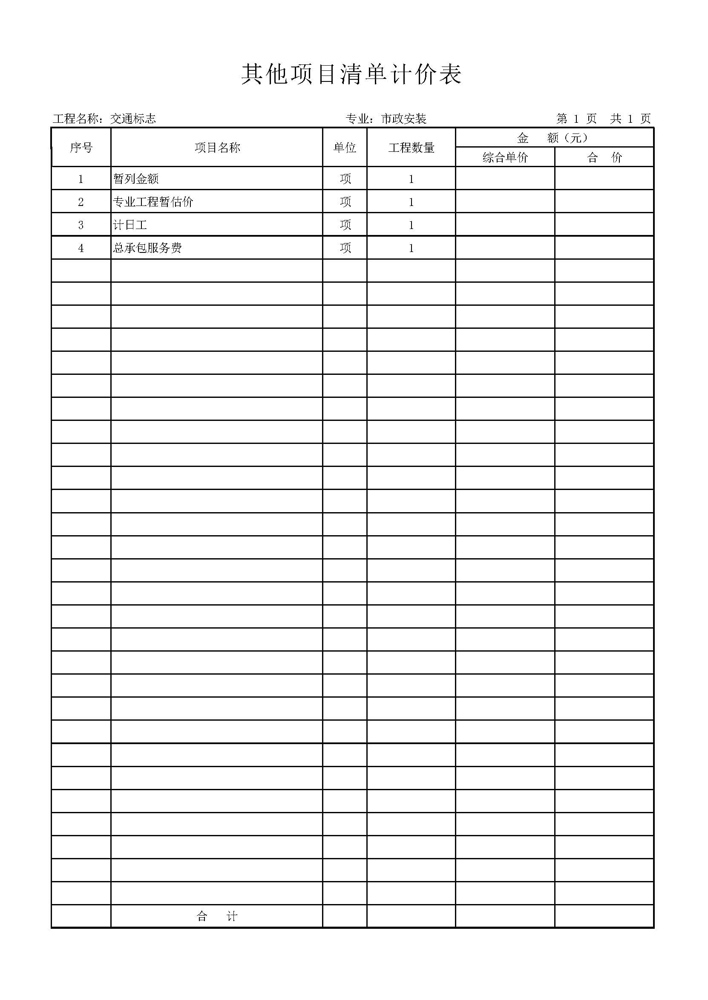 其他项目清单计价表
工程名称：交通标志 专业：市政安装 第 1 页 共 1 页
序号 项目名称 单位 工程数量 金 额（元）
综合单价 合 价
1 暂列金额 项 1
2 专业工程暂估价 项 1
3 计日工 项 1
4 总承包服务费 项 1
合 计